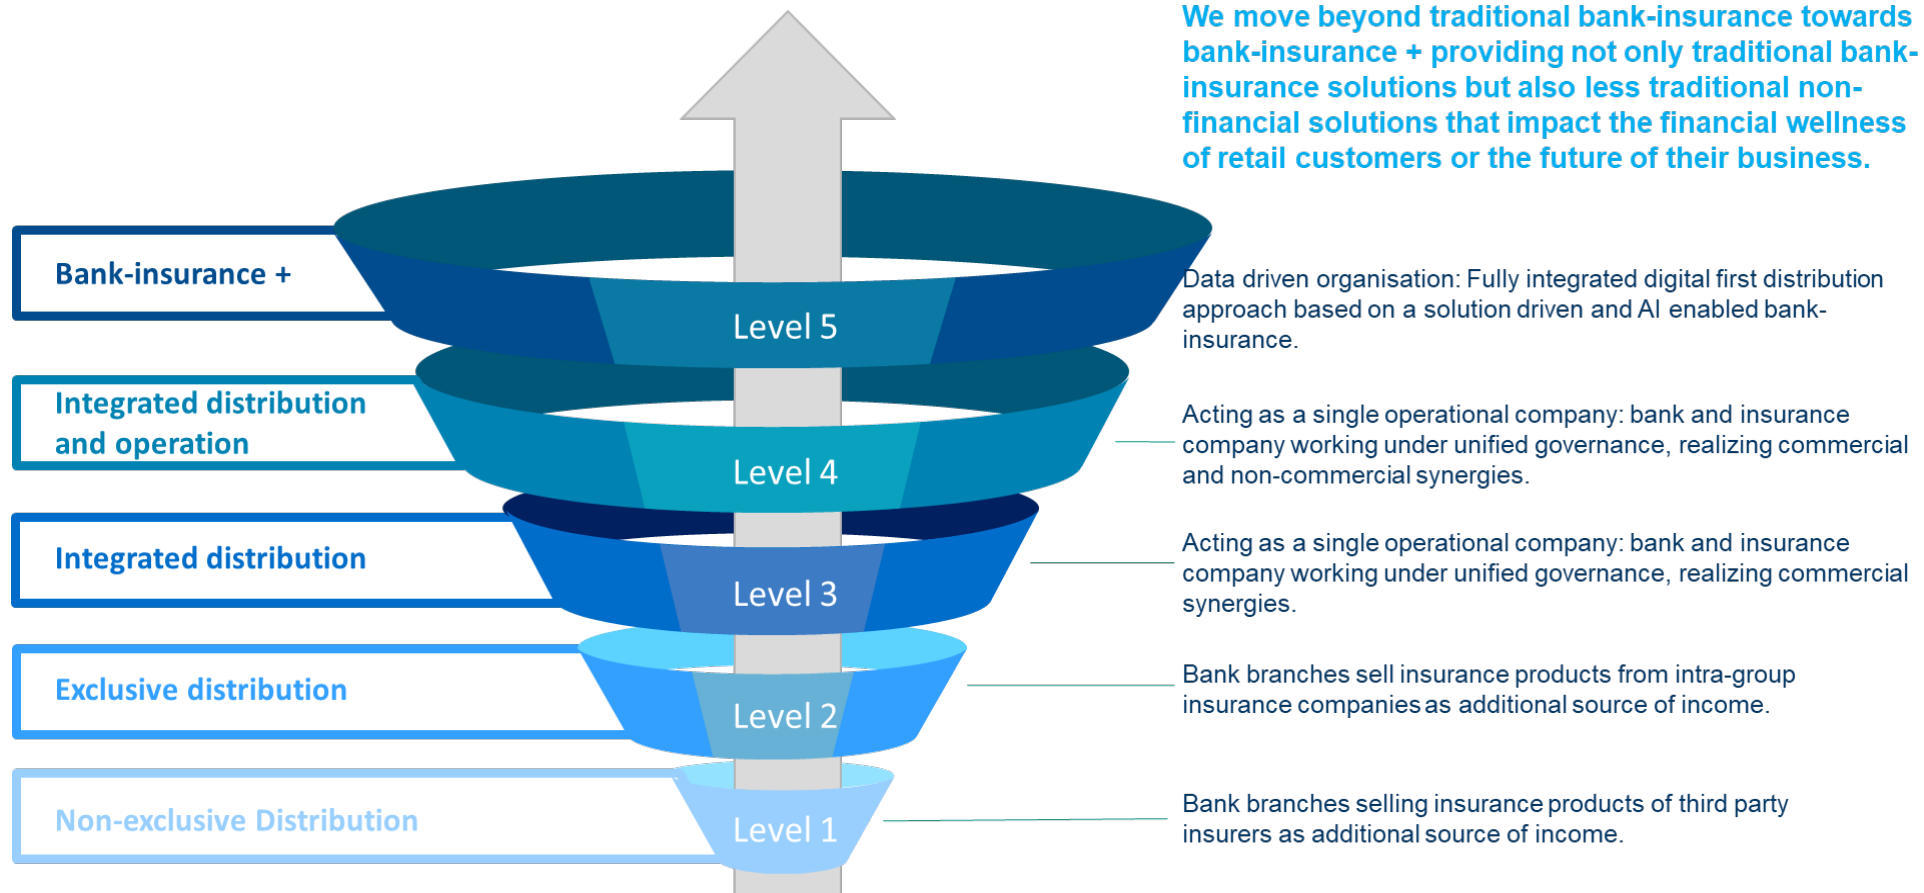 We move beyond traditional bank-insurance towards
bank-insurance + providing not only traditional bank-
insurance solutions but also less traditional non-
financial solutions that impact the financial wellness
of retail customers or the future of their business.
Bank-insurance +
Level 5
Data driven organisation: Fully integrated digital first distribution
approach based on a solution driven and AI enabled bank-
insurance.
Integrated distribution
and operation
Level 4
Acting as a single operational company: bank and insurance
company working under unified governance, realizing commercial
and non-commercial synergies.
Integrated distribution
Level 3
Acting as a single operational company: bank and insurance
company working under unified governance, realizing commercial
synergies.
Exclusive distribution
Level 2
Bank branches sell insurance products from intra-group
insurance companies as additional source of income.
Non-exclusive Distribution
Level 1
Bank branches selling insurance products of third party
insurers as additional source of income.